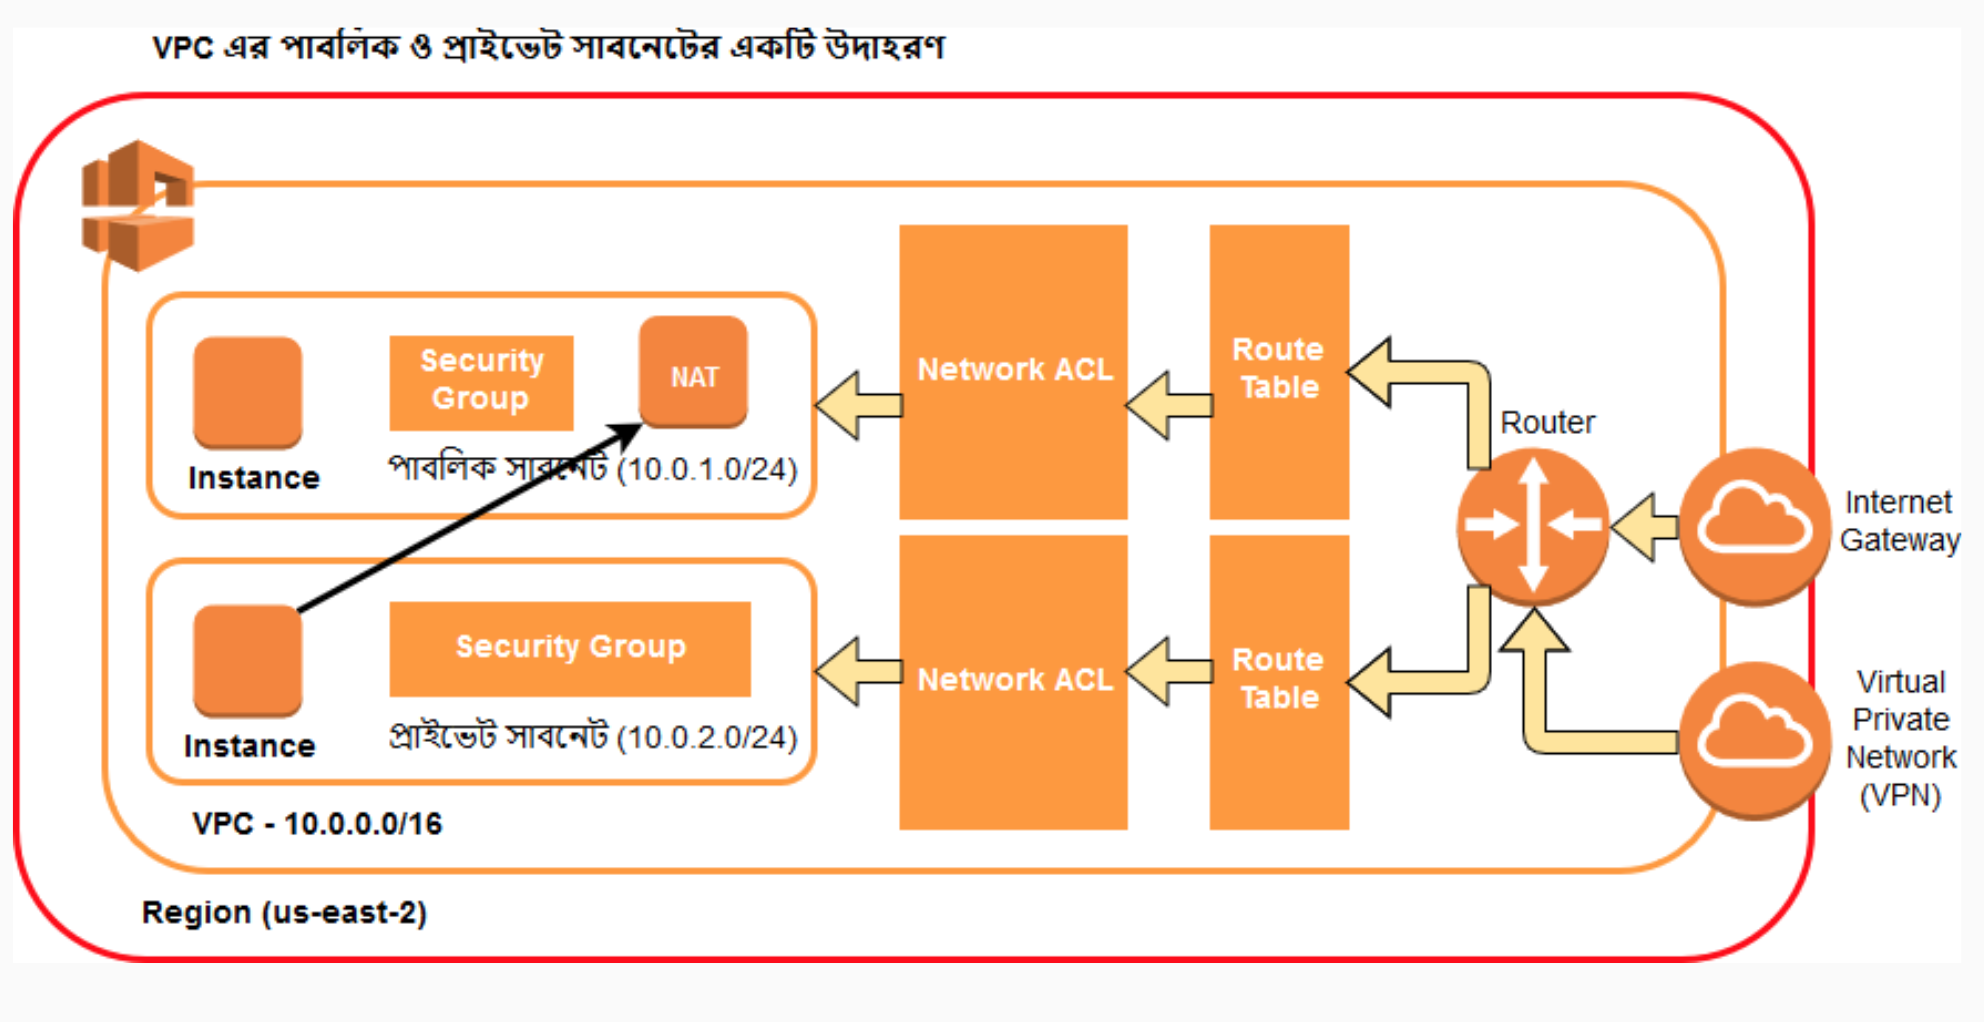 VPC এর পাবলিক ও প্রাইভেট সাবনেটের একটি উদাহরণ
Security
Group
NAT
Instance
পাবলিক সাবনেট (10.0.1.0/24)
Network ACL
Route
Table
Router
Internet
Gateway
Security Group
Instance
প্রাইভেট সাবনেট (10.0.2.0/24)
Network ACL
Route
Table
Virtual
Private
Network
(VPN)
VPC - 10.0.0.0/16
Region (us-east-2)